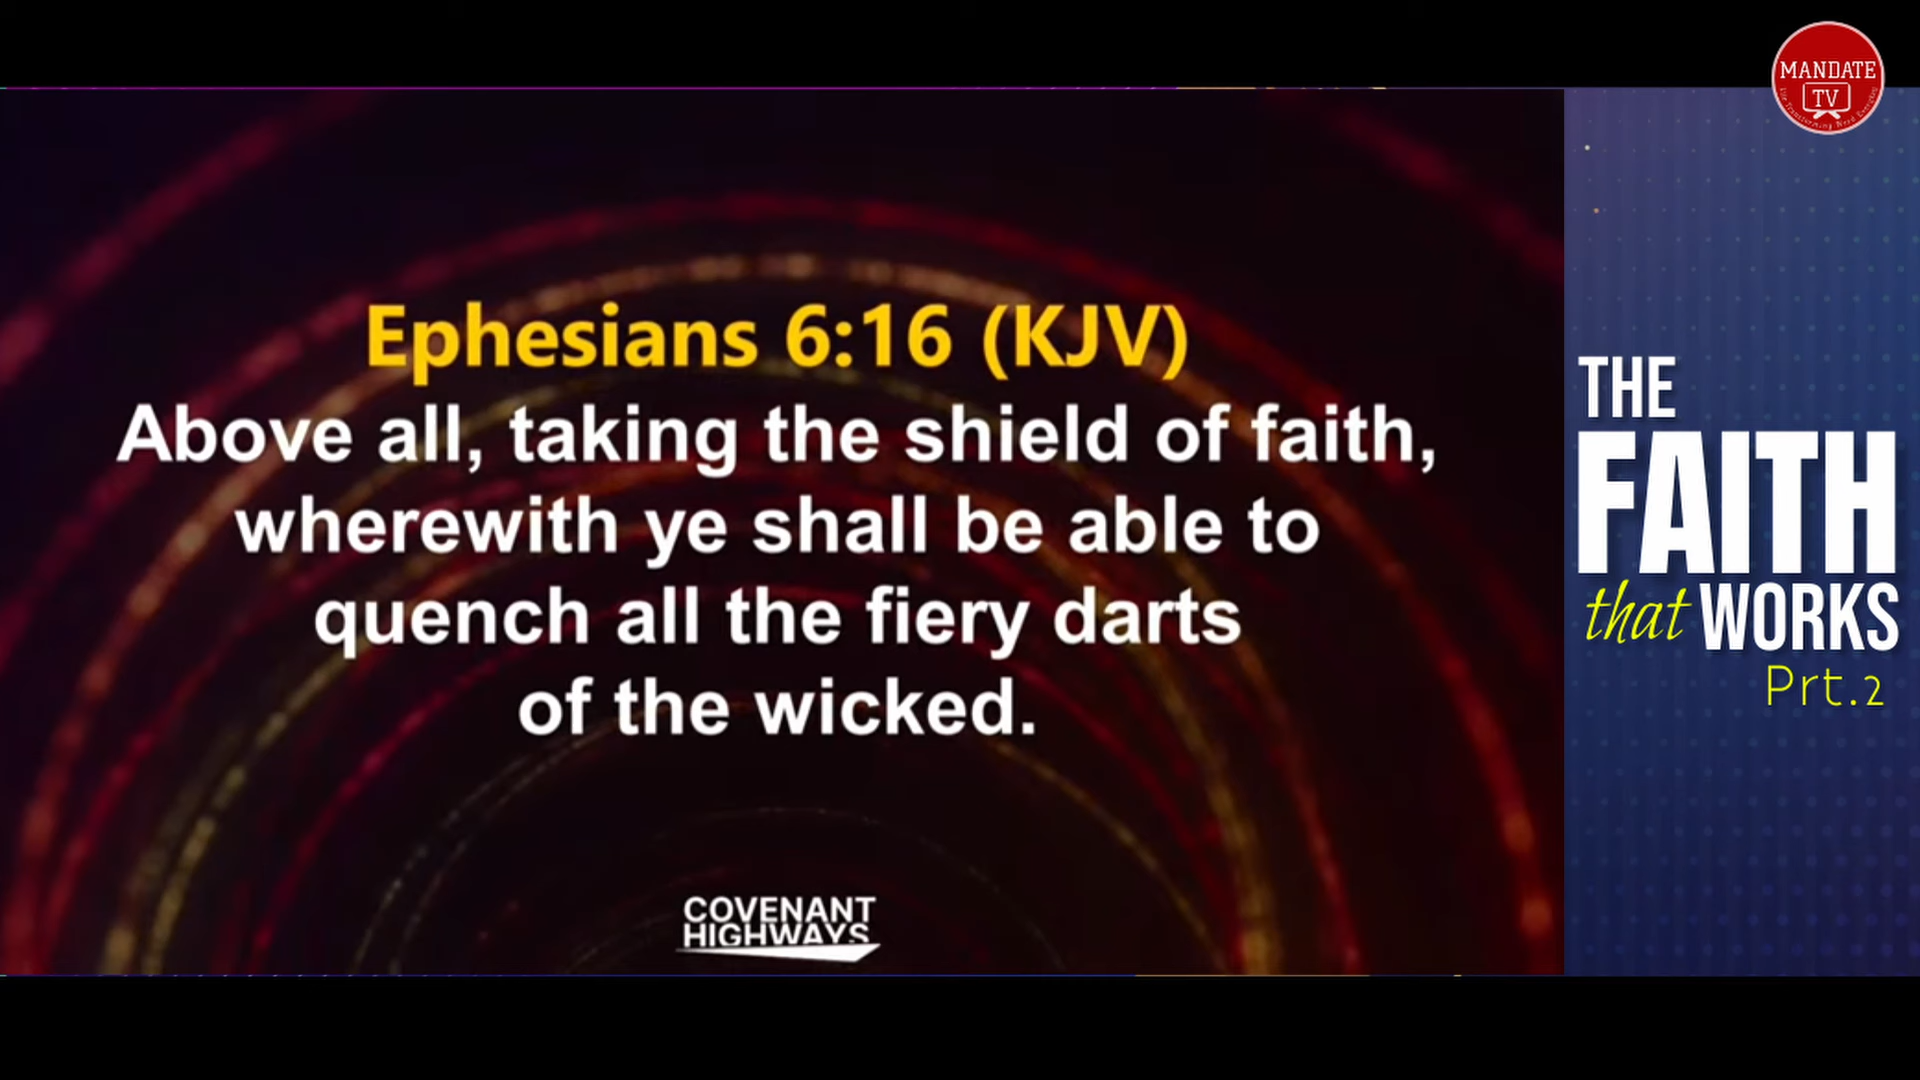 MANDATE
TV
Ephesians 6:16 (KJV)
Above all, taking the shield of faith,
wherewith ye shall be able to
quench all the fiery darts
of the wicked.
COVENANT
HIGHWAYS
THE
FAITH
that WORKS
Prt.2